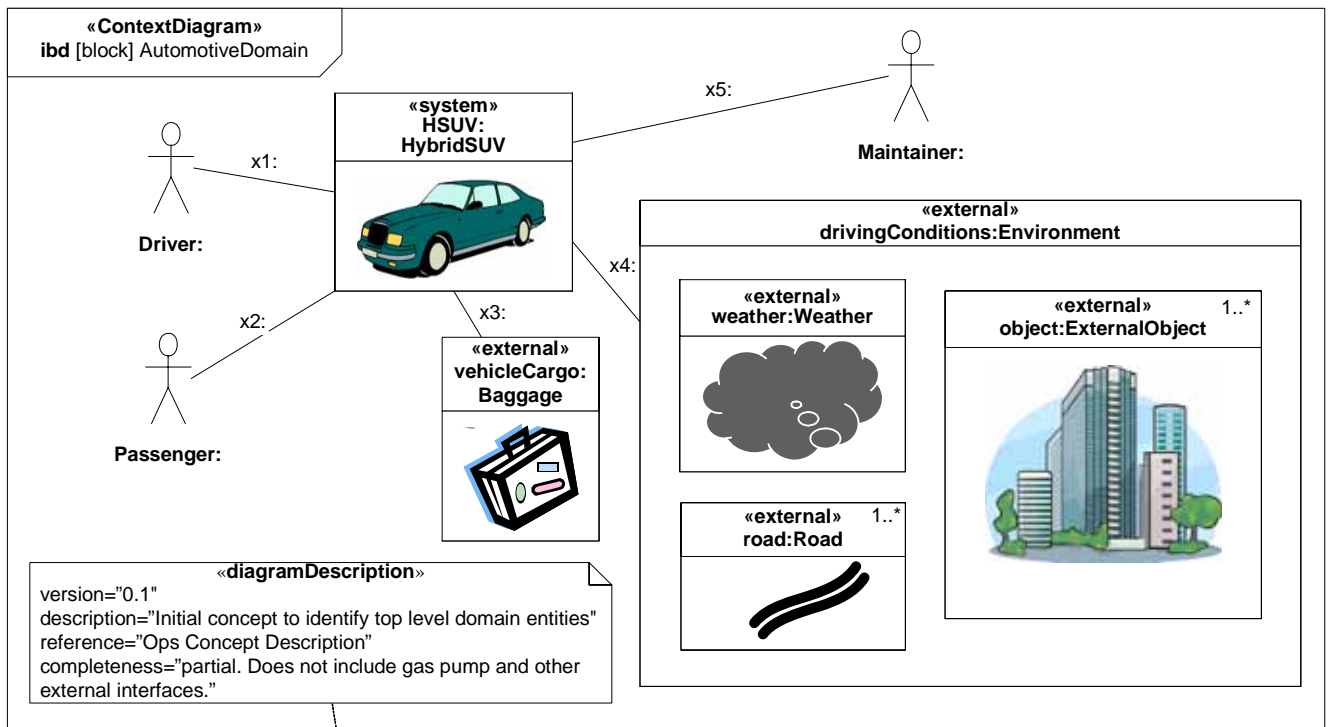 «ContextDiagram»
ibd [block] AutomotiveDomain
x5:
«system»
HSUV:
HybridSUV
x1:
Maintainer:
Driver:
«external»
drivingConditions:Environment
x4:
x2:
x3:
«external»
weather:Weather
«external» 1..*
object:ExternalObject
«external»
vehicleCargo:
Baggage
Passenger:
«external» 1..*
road:Road
«diagramDescription»
version=”0.1"
description=”Initial concept to identify top level domain entities"
reference=”Ops Concept Description”
completeness=”partial. Does not include gas pump and other
external interfaces.”